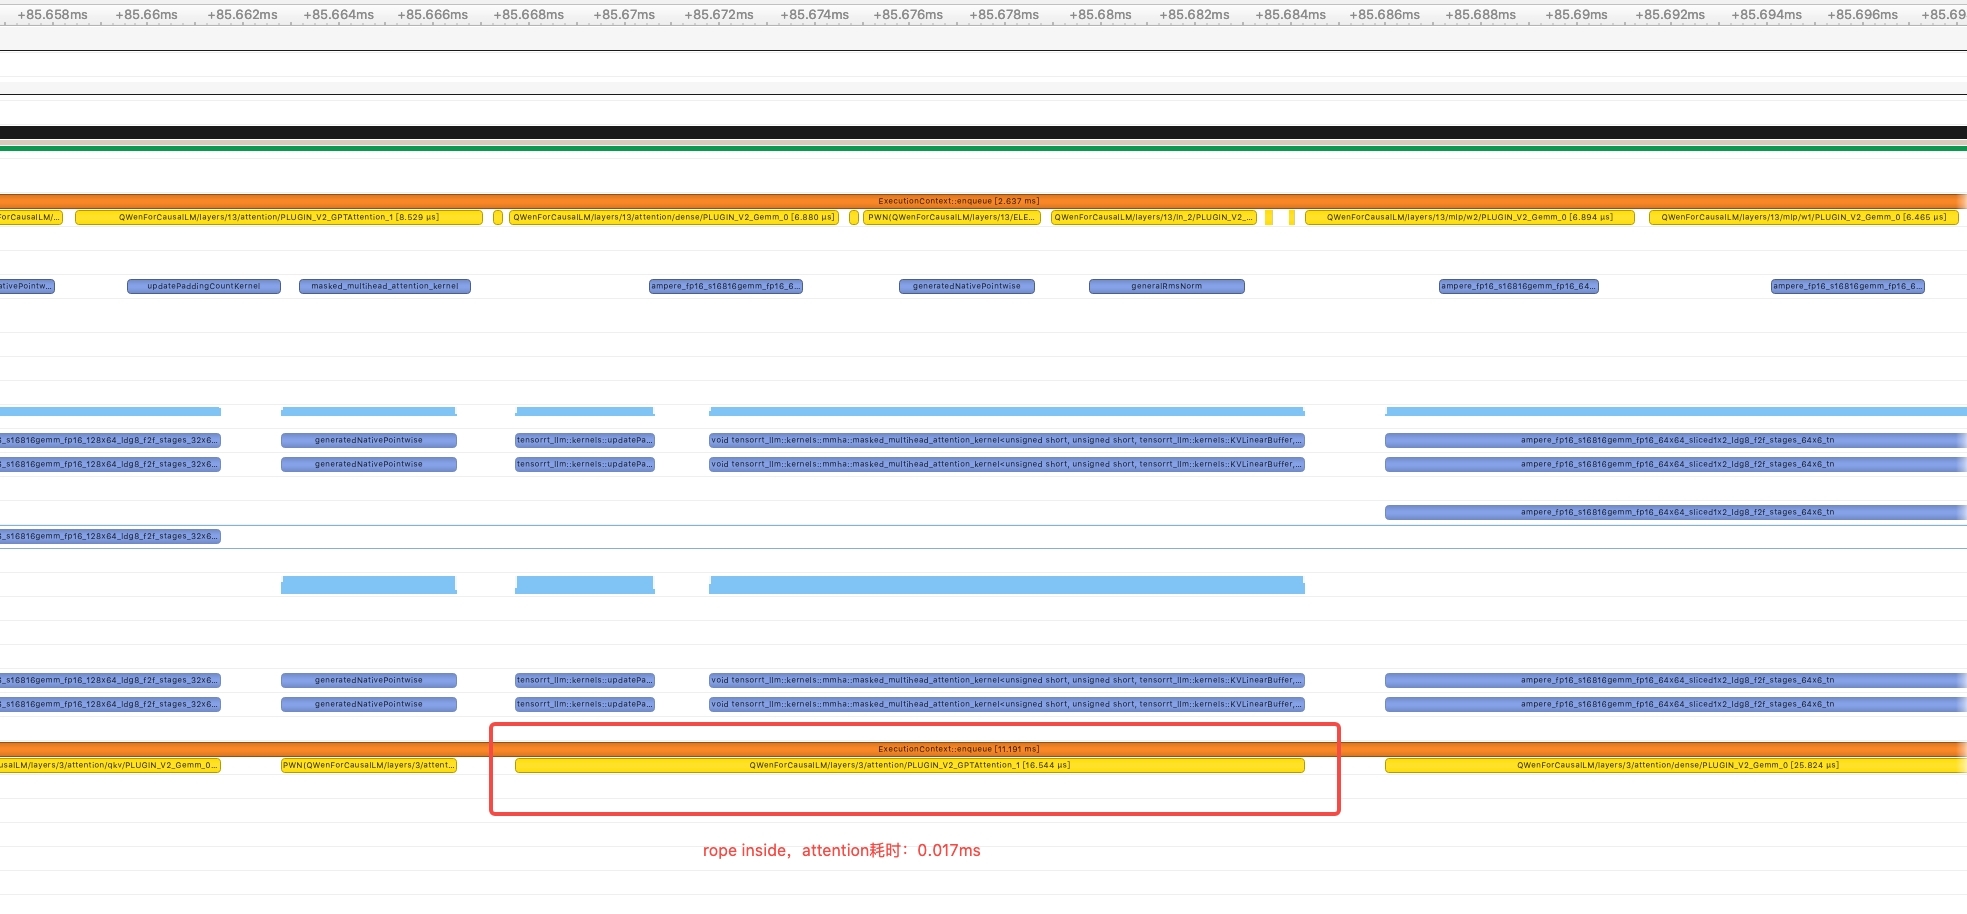 +85.658ms +85.66ms +85.662ms +85.664ms +85.666ms +85.668ms +85.67ms +85.672ms +85.674ms +85.676ms +85.678ms +85.68ms +85.682ms +85.684ms +85.686ms +85.688ms +85.69ms +85.692ms +85.694ms +85.696ms +85.69
ExecutionContext::enqueue [2.637 ms]
ForCausalLM/... QWenForCausalLM/layers/13/attention/PLUGIN_V2_GPTAttention_1 [8.529 µs] QWenForCausalLM/layers/13/attention/dense/PLUGIN_V2_Gemm_0 [6.880 µs] PWN(QWenForCausalLM/layers/13/ELE... QWenForCausalLM/layers/13/ln_2/PLUGIN_V2_... QWenForCausalLM/layers/13/mlp/w2/PLUGIN_V2_Gemm_0 [6.894 µs] QWenForCausalLM/layers/13/mlp/w1/PLUGIN_V2_Gemm_0 [6.465 µs]
ativePointw... updatePaddingCountKernel masked_multihead_attention_kernel ampere_fp16_s16816gemm_fp16_6... generatedNativePointwise generalRmsNorm ampere_fp16_s16816gemm_fp16_64... ampere_fp16_s16816gemm_fp16_6...
_s16816gemm_fp16_128x64_ldg8_f2f_stages_32x6... generatedNativePointwise tensorrt_llm::kernels::updatePa... void tensorrt_llm::kernels::mmha::masked_multihead_attention_kernel<unsigned short, unsigned short, tensorrt_llm::kernels::KVLinearBuffer,... ampere_fp16_s16816gemm_fp16_64x64_sliced1x2_ldg8_f2f_stages_64x6_tn
_s16816gemm_fp16_128x64_ldg8_f2f_stages_32x6... generatedNativePointwise tensorrt_llm::kernels::updatePa... void tensorrt_llm::kernels::mmha::masked_multihead_attention_kernel<unsigned short, unsigned short, tensorrt_llm::kernels::KVLinearBuffer,... ampere_fp16_s16816gemm_fp16_64x64_sliced1x2_ldg8_f2f_stages_64x6_tn
ampere_fp16_s16816gemm_fp16_64x64_sliced1x2_ldg8_f2f_stages_64x6_tn
_s16816gemm_fp16_128x64_ldg8_f2f_stages_32x6...
_s16816gemm_fp16_128x64_ldg8_f2f_stages_32x6... generatedNativePointwise tensorrt_llm::kernels::updatePa... void tensorrt_llm::kernels::mmha::masked_multihead_attention_kernel<unsigned short, unsigned short, tensorrt_llm::kernels::KVLinearBuffer,... ampere_fp16_s16816gemm_fp16_64x64_sliced1x2_ldg8_f2f_stages_64x6_tn
_s16816gemm_fp16_128x64_ldg8_f2f_stages_32x6... generatedNativePointwise tensorrt_llm::kernels::updatePa... void tensorrt_llm::kernels::mmha::masked_multihead_attention_kernel<unsigned short, unsigned short, tensorrt_llm::kernels::KVLinearBuffer,... ampere_fp16_s16816gemm_fp16_64x64_sliced1x2_ldg8_f2f_stages_64x6_tn
ExecutionContext::enqueue [11.191 ms]
usalLM/layers/3/attention/qkv/PLUGIN_V2_Gemm_0... PWN(QWenForCausalLM/layers/3/attent... QWenForCausalLM/layers/3/attention/PLUGIN_V2_GPTAttention_1 [16.544 µs] QWenForCausalLM/layers/3/attention/dense/PLUGIN_V2_Gemm_0 [25.824 µs]
rope inside，attention耗时：0.017ms